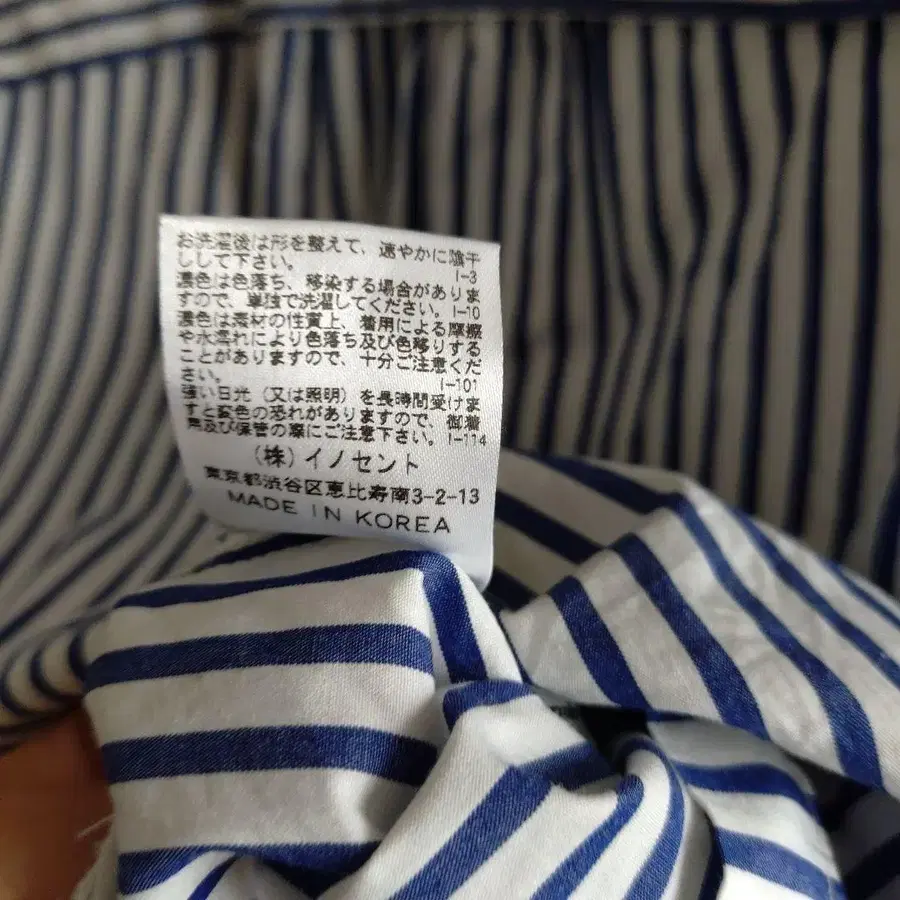 お洗濯後は形を整えて、速やかに陰干
しして下さい。 I-3
濃色は色落ち、移染する場合がありま
すので、単独で洗濯してください。I-10
濃色は素材の性質上、着用による摩擦
や水濡れにより色落ち及び色移りする
ことがありますので、十分ご注意くだ
さい。 I-101
強い日光（又は照明）を長時間受けま
すと変色の恐れがありますので、御着
用及び保管の際にご注意下さい。I-114
（株）イノセント
東京都渋谷区恵比寿南3-2-13
MADE IN KOREA